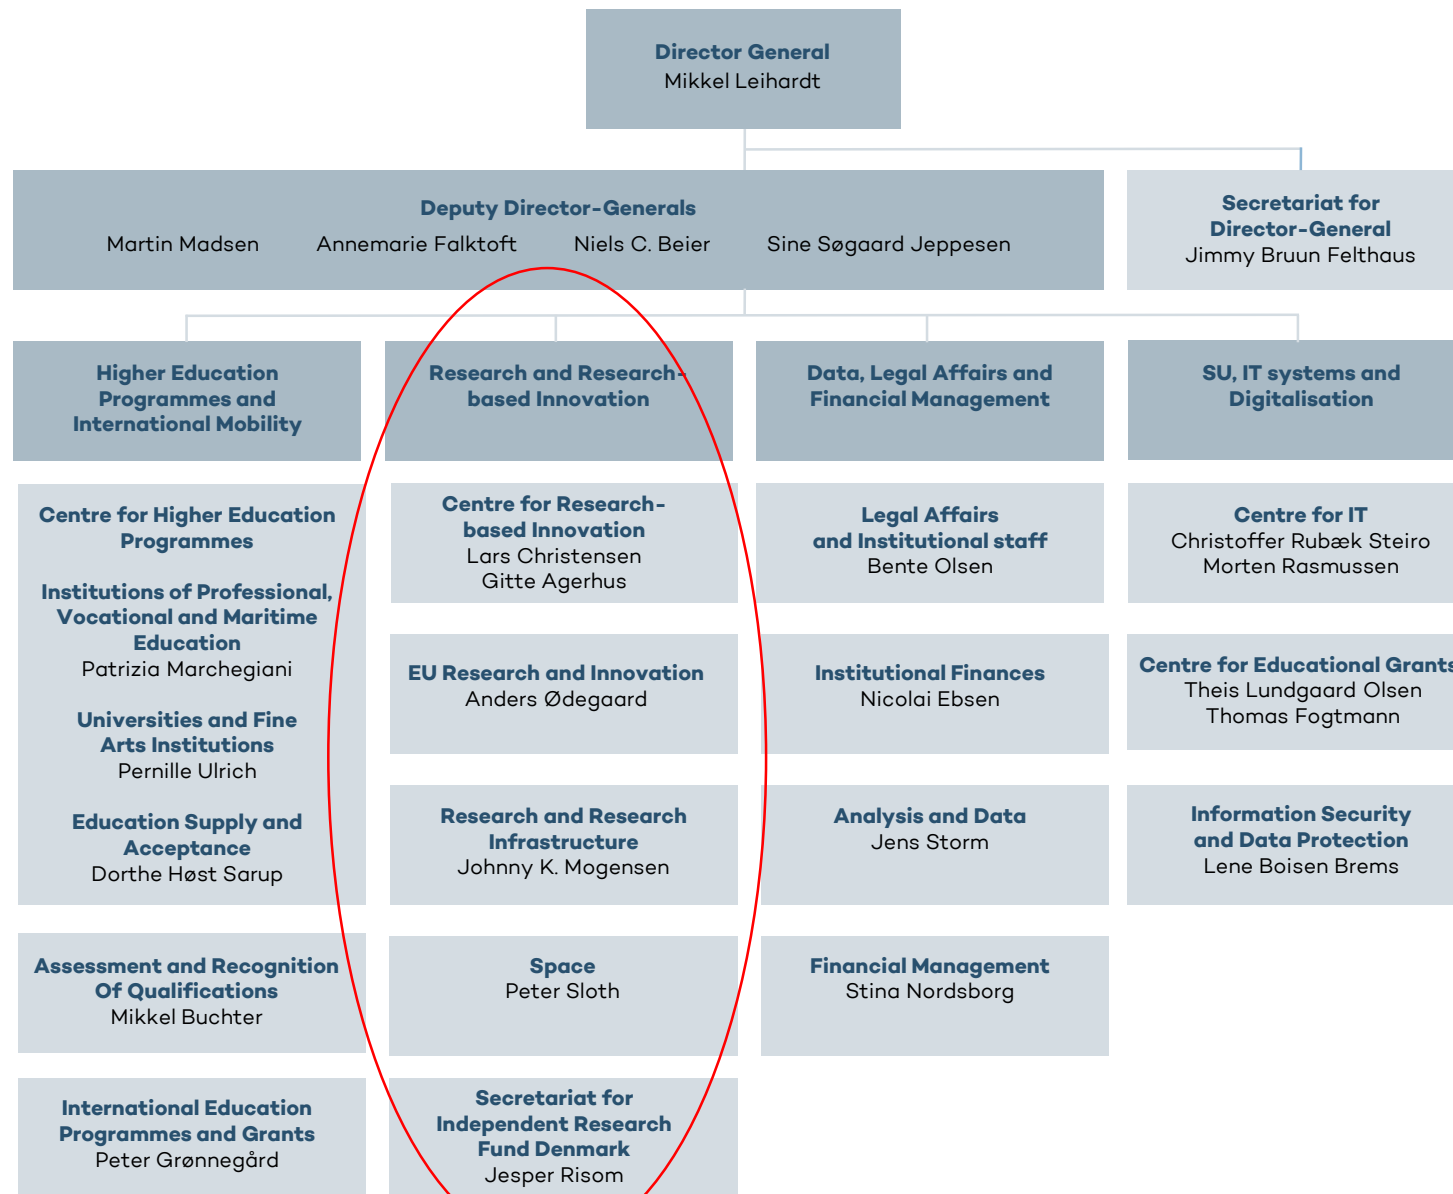 Director General
Mikkel Leihardt
Deputy Director-Generals
Martin Madsen Annemarie Falktoft Niels C. Beier Sine Søgaard Jeppesen
Secretariat for
Director-General
Jimmy Bruun Felthaus
Higher Education
Programmes and
International Mobility
Centre for Higher Education
Programmes
Institutions of Professional,
Vocational and Maritime
Education
Patrizia Marchegiani
Universities and Fine
Arts Institutions
Pernille Ulrich
Education Supply and
Acceptance
Dorthe Høst Sarup
Assessment and Recognition
Of Qualifications
Mikkel Buchter
International Education
Programmes and Grants
Peter Grønnegård
Research and Research-
based Innovation
Centre for Research-
based Innovation
Lars Christensen
Gitte Agerhus
EU Research and Innovation
Anders Ødegaard
Research and Research
Infrastructure
Johnny K. Mogensen
Space
Peter Sloth
Secretariat for
Independent Research
Fund Denmark
Jesper Risom
Data, Legal Affairs and
Financial Management
Legal Affairs
and Institutional staff
Bente Olsen
Institutional Finances
Nicolai Ebsen
Analysis and Data
Jens Storm
Financial Management
Stina Nordsborg
SU, IT systems and
Digitalisation
Centre for IT
Christoffer Rubæk Steiro
Morten Rasmussen
Centre for Educational Grants
Theis Lundgaard Olsen
Thomas Fogtmann
Information Security
and Data Protection
Lene Boisen Brems